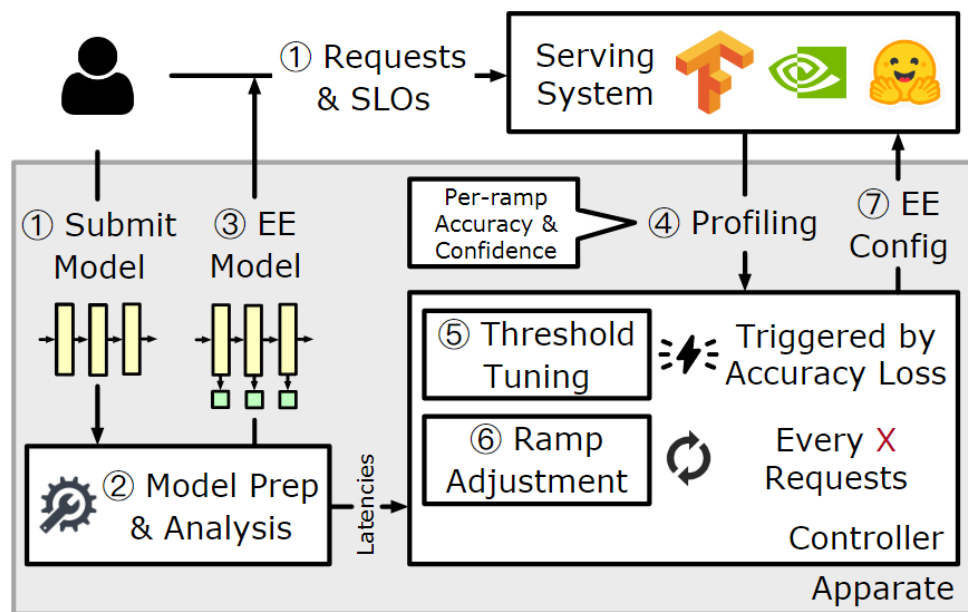 ① Requests
& SLOs
Serving
System
① Submit
Model
③ EE
Model
Per-ramp
Accuracy &
Confidence
④ Profiling
⑦ EE
Config
⑤ Threshold
Tuning
Triggered by
Accuracy Loss
⑥ Ramp
Adjustment
Every X
Requests
② Model Prep
& Analysis
Latencies
Controller
Apparate